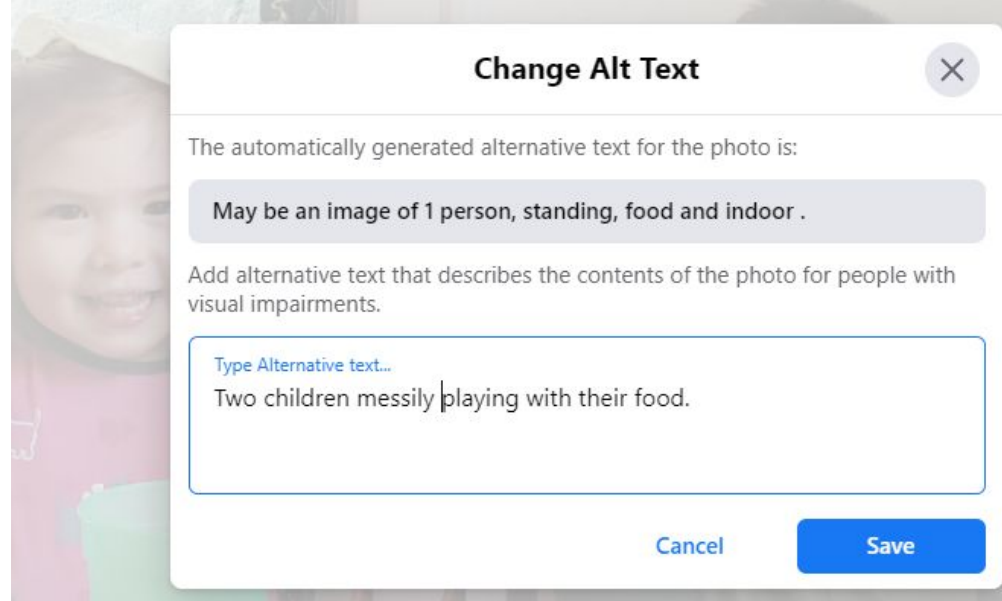 Change Alt Text
The automatically generated alternative text for the photo is:
May be an image of 1 person, standing, food and indoor .
Add alternative text that describes the contents of the photo for people with
visual impairments.
Type Alternative text...
Two children messily playing with their food.
Cancel
Save